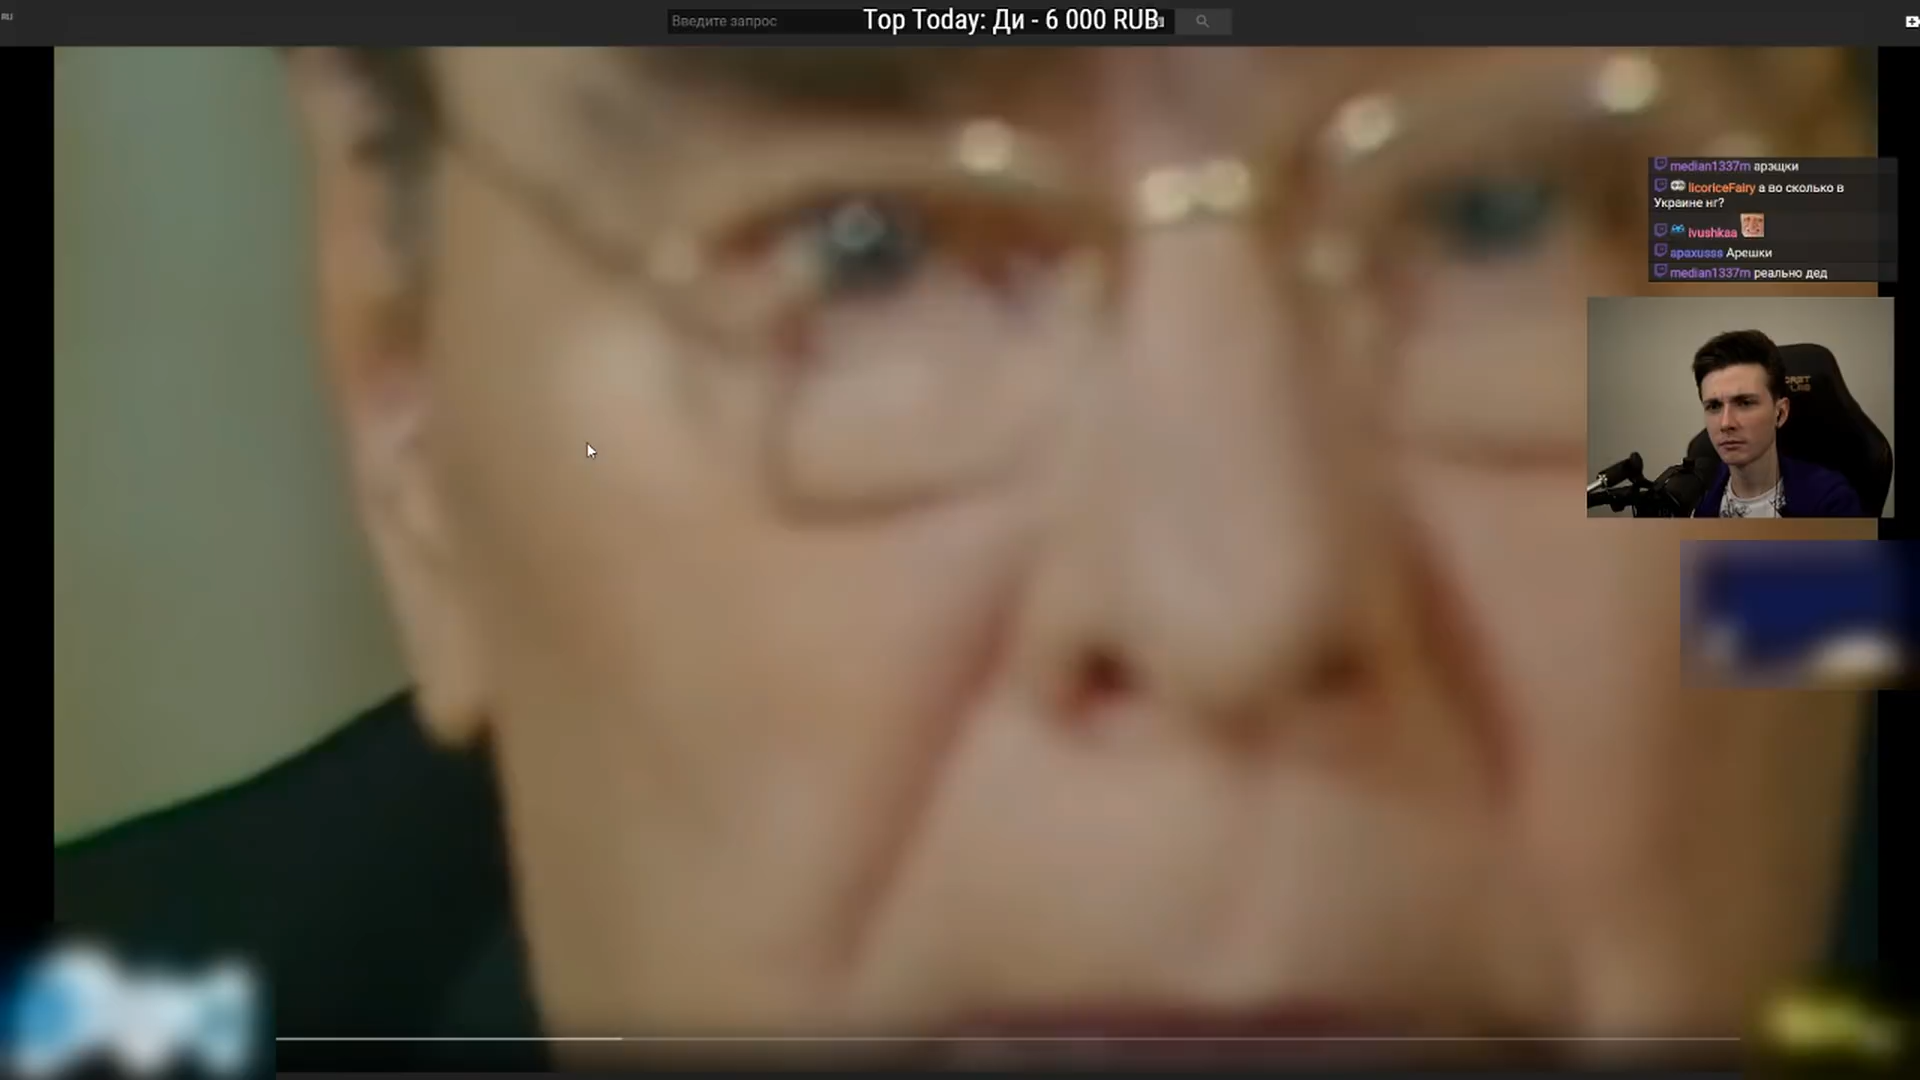 RU
Введите запрос
Top Today: Ди - 6 000 RUB
median1337m арэщки
licoriceFairy а во сколько в
Украине нг?
ivushkaa
apaxusss Арешки
median1337m реально дед